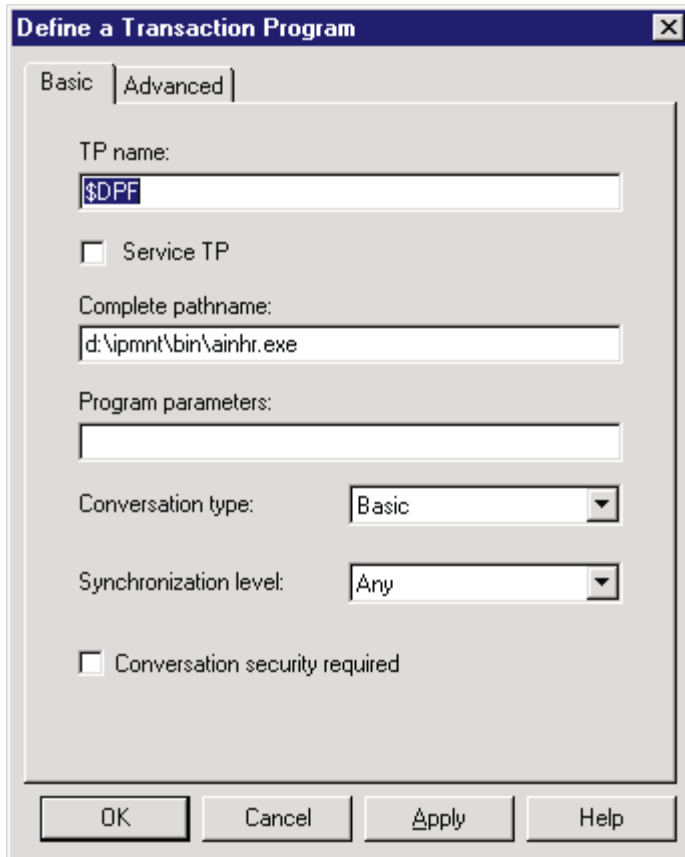 Define a Transaction Program
Basic Advanced
TP name:
$DPF
Service TP
Complete pathname:
d:\ipmnt\bin\ainhr.exe
Program parameters:
Conversation type: Basic
Synchronization level: Any
Conversation security required
OK Cancel Apply Help